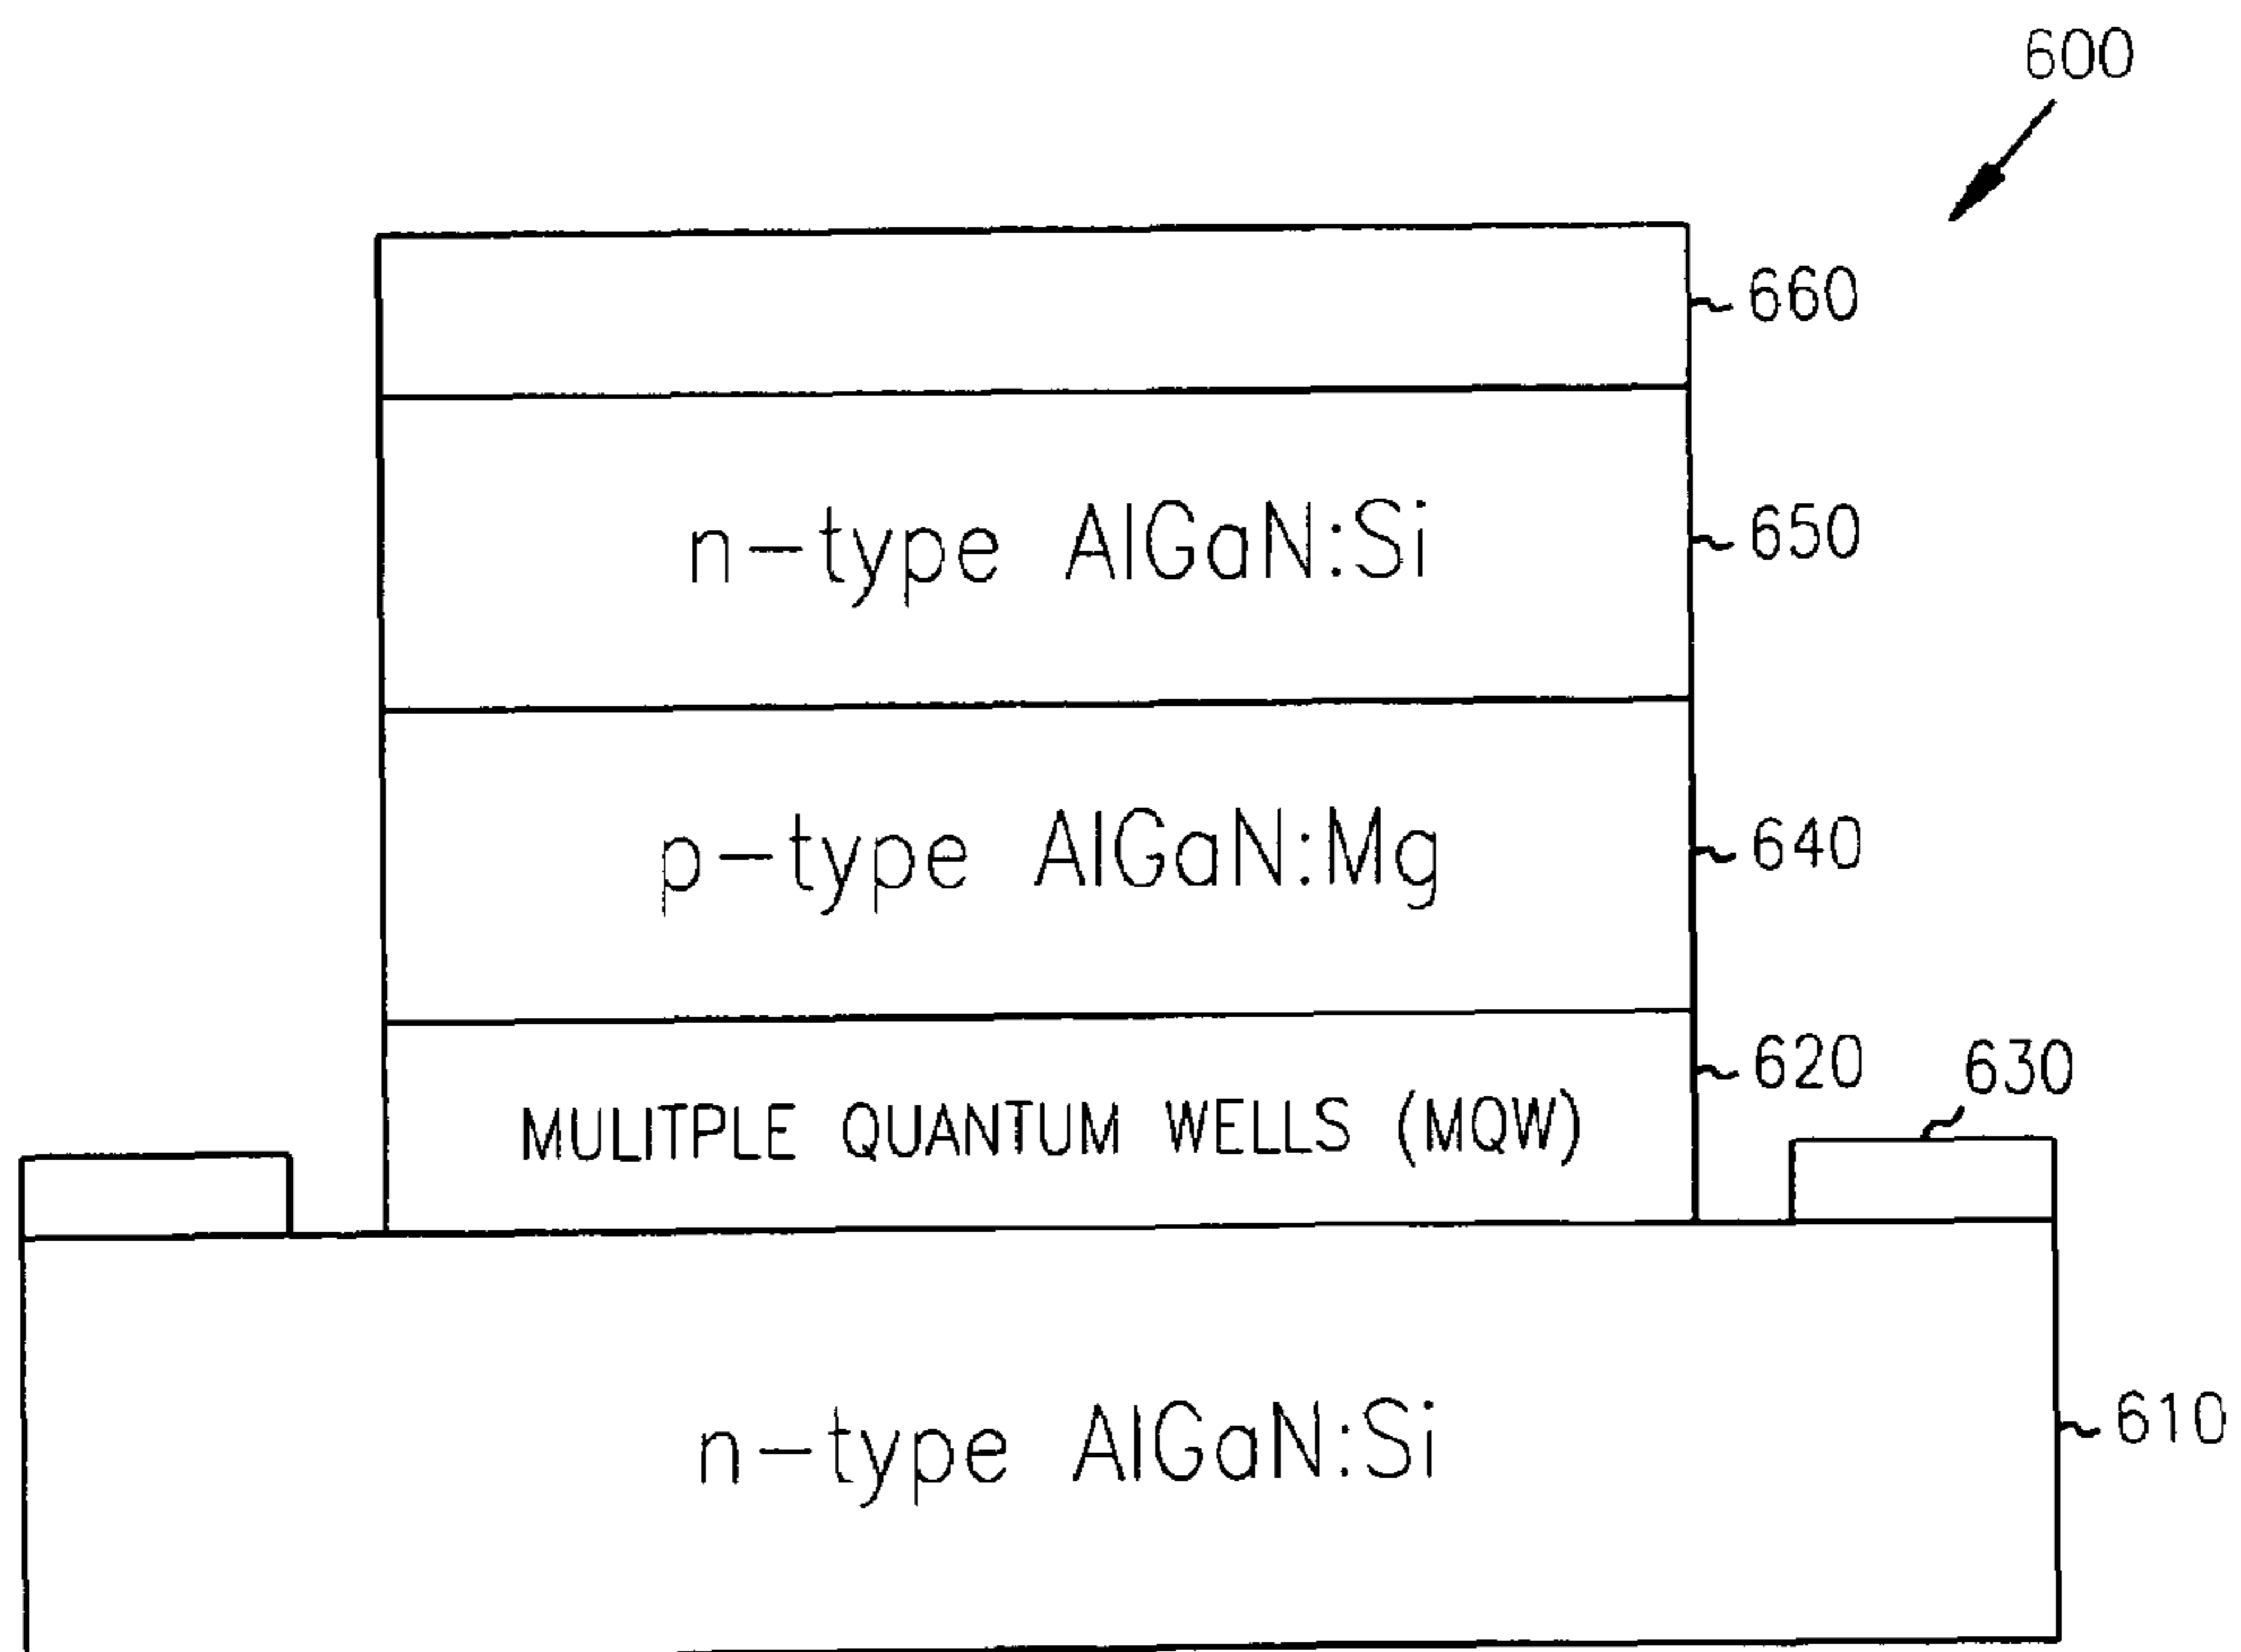 600
660
n-type AlGaN:Si
650
p-type AlGaN:Mg
640
620
630
MULITPLE QUANTUM WELLS (MQW)
n-type AlGaN:Si
610